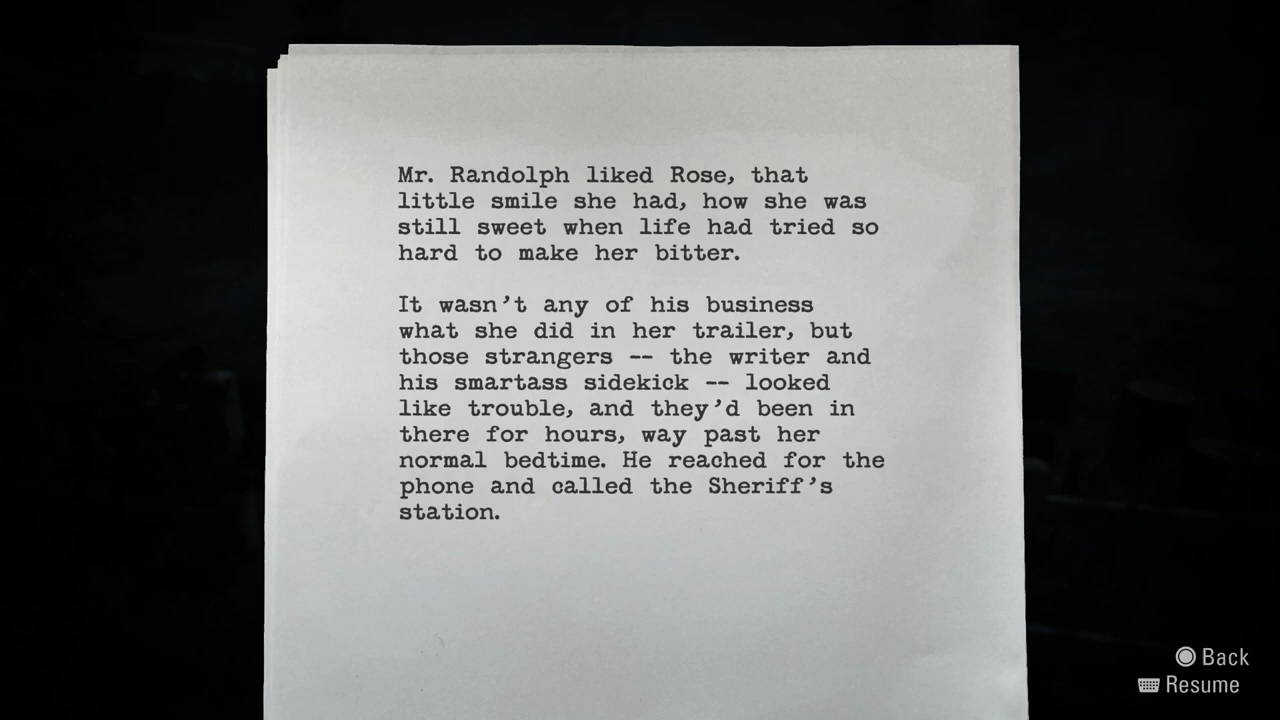 Mr. Randolph liked Rose, that
little smile she had, how she was
still sweet when life had tried so
hard to make her bitter.
It wasn't any of his business
what she did in her trailer, but
those strangers -- the writer and
his smartass sidekick -- looked
like trouble, and they'd been in
there for hours, way past her
normal bedtime. He reached for the
phone and called the Sheriff's
station.
Back
Resume